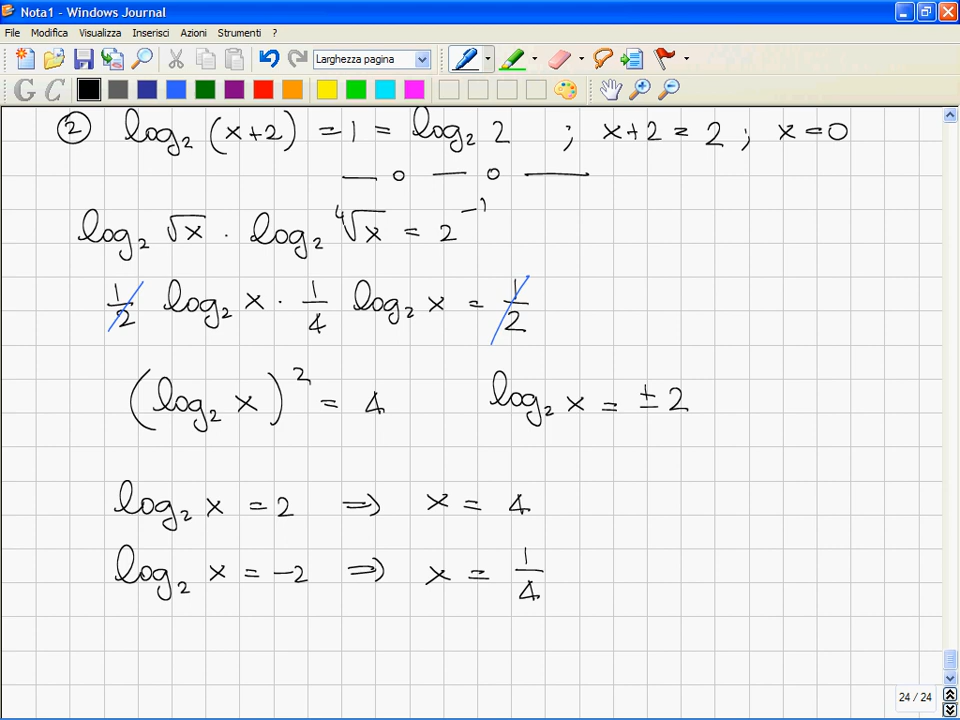 Nota1 - Windows Journal
File Modifica Visualizza Inserisci Azioni Strumenti ?
Larghezza pagina
G C
② log₂ (x+2) = 1 = log₂ 2 ; x+2 = 2 ; x = 0
log₂ √x · log₂ ⁴√x = 2⁻¹
1/2 log₂ x · 1/4 log₂ x = 1/2
(log₂ x)² = 4 log₂ x = ± 2
log₂ x = 2 ⇒ x = 4
log₂ x = -2 ⇒ x = 1/4
24 / 24